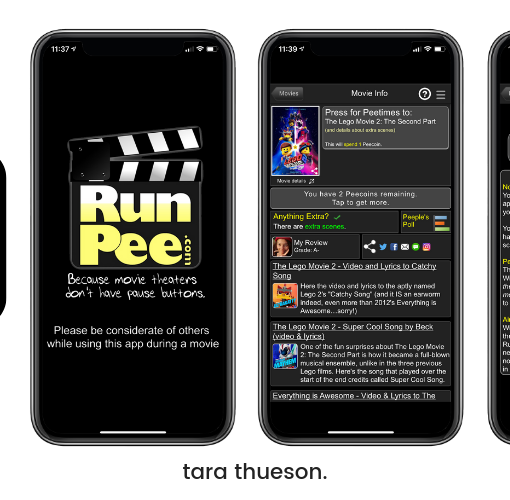 11:37
Run
Pee.com
Because movie theaters
don't have pause buttons.
Please be considerate of others
while using this app during a movie
11:39
Movies
Movie Info
?
Press for Peetimes to:
The Lego Movie 2: The Second Part
(and details about extra scenes)
This will spend 1 Peecoin.
Movie details
You have 2 Peecoins remaining.
Tap to get more.
Anything Extra?
There are extra scenes.
People's
Poll
My Review
Grade: A-
The Lego Movie 2 - Video and Lyrics to Catchy
Song
Here the video and lyrics to the aptly named
Lego 2's "Catchy Song" (and it IS an earworm
indeed, even more than 2012's Everything is
Awesome...sorry!)
The Lego Movie 2 - Super Cool Song by Beck
(video & lyrics)
One of the fun surprises about The Lego Movie
2: The Second Part is how it became a full-blown
musical ensemble, unlike in the three previous
Lego films. Here's the song that played over the
start of the end credits called Super Cool Song.
Everything is Awesome - Video & Lyrics to The
tara thueson.